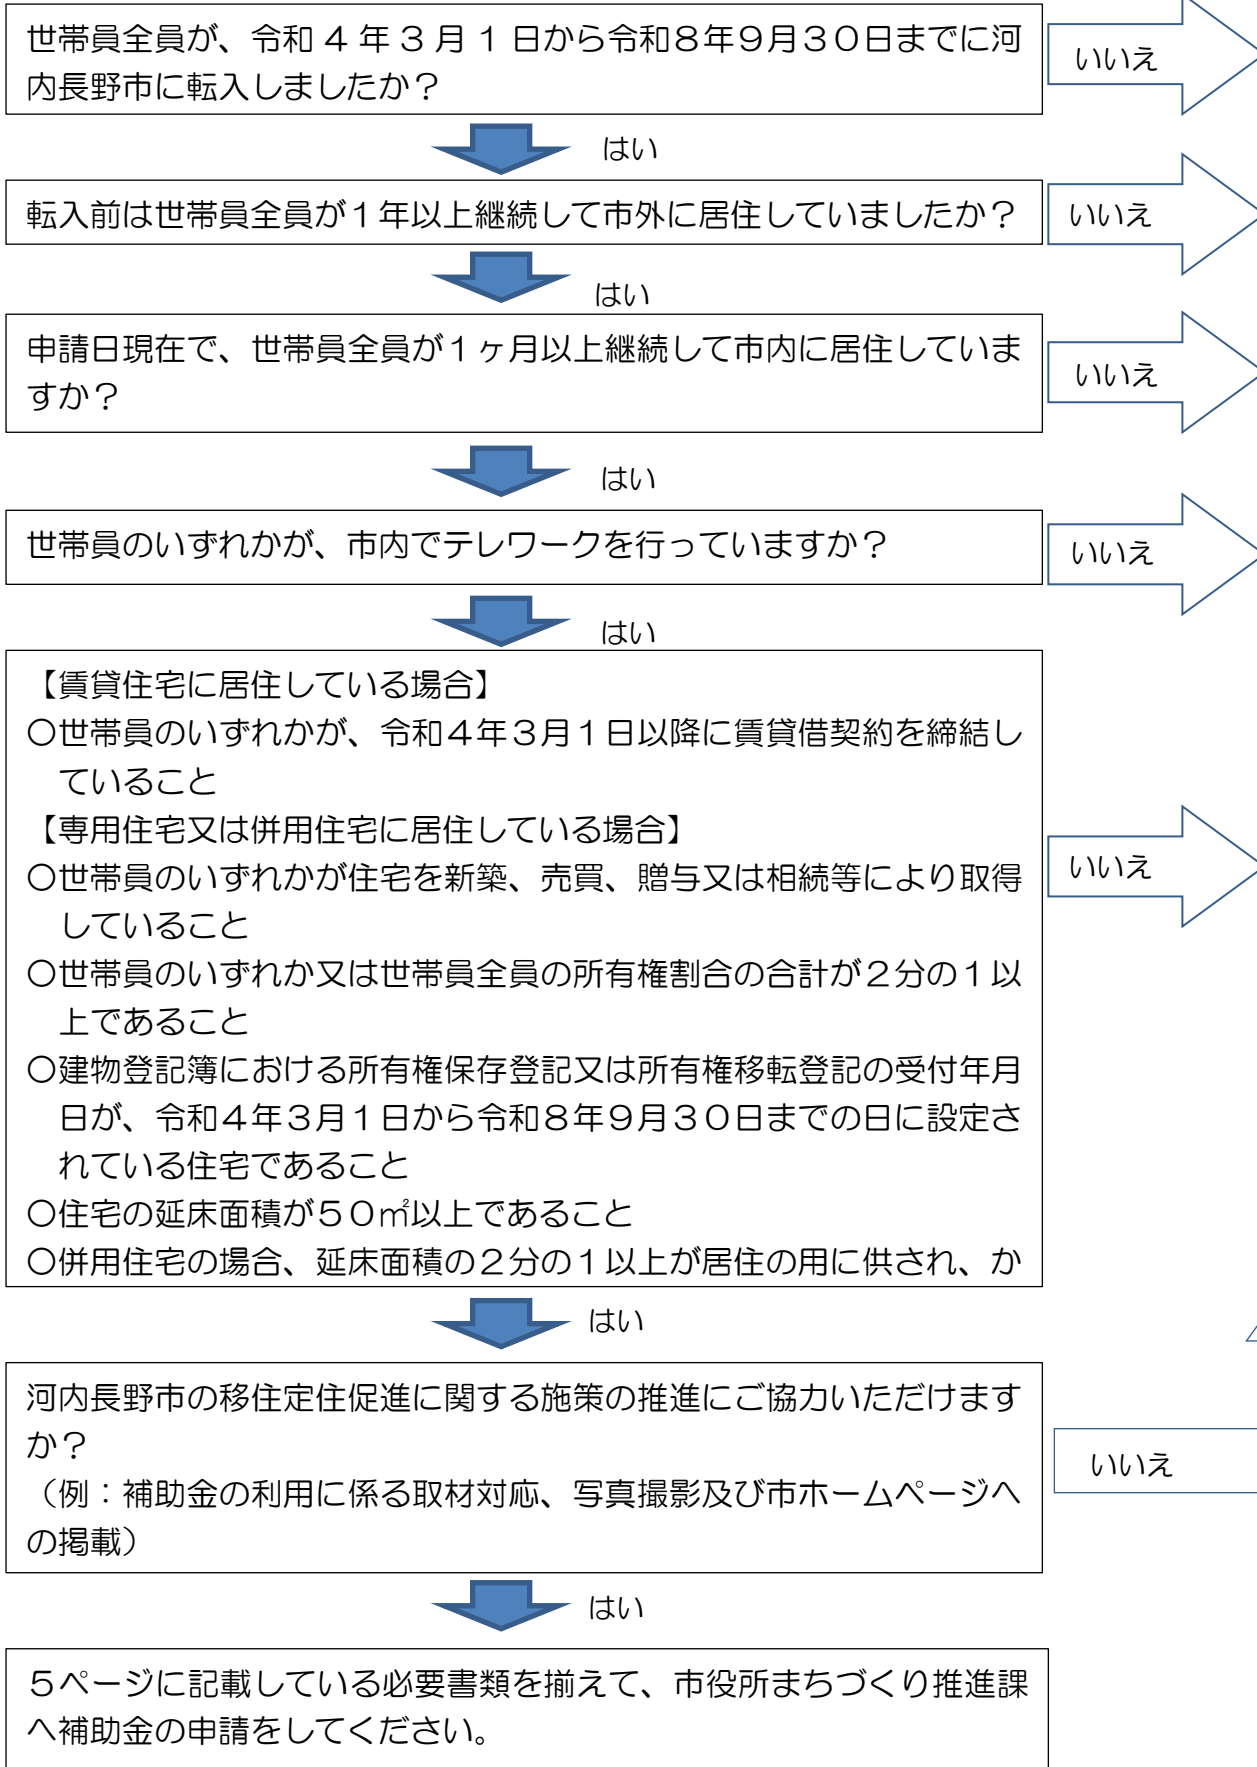 世帯員全員が、令和４年３月１日から令和８年９月３０日までに河
内長野市に転入しましたか？
いいえ
はい
転入前は世帯員全員が１年以上継続して市外に居住していましたか？
いいえ
はい
申請日現在で、世帯員全員が１ヶ月以上継続して市内に居住していま
すか？
いいえ
はい
世帯員のいずれかが、市内でテレワークを行っていますか？
いいえ
はい
【賃貸住宅に居住している場合】
〇世帯員のいずれかが、令和４年３月１日以降に賃貸借契約を締結し
ていること
【専用住宅又は併用住宅に居住している場合】
〇世帯員のいずれかが住宅を新築、売買、贈与又は相続等により取得
していること
〇世帯員のいずれか又は世帯員全員の所有権割合の合計が２分の１以
上であること
〇建物登記簿における所有権保存登記又は所有権移転登記の受付年月
日が、令和４年３月１日から令和８年９月３０日までの日に設定さ
れている住宅であること
〇住宅の延床面積が５０㎡以上であること
〇併用住宅の場合、延床面積の２分の１以上が居住の用に供され、か
いいえ
はい
河内長野市の移住定住促進に関する施策の推進にご協力いただけます
か？
（例：補助金の利用に係る取材対応、写真撮影及び市ホームページへ
の掲載）
いいえ
はい
５ページに記載している必要書類を揃えて、市役所まちづくり推進課
へ補助金の申請をしてください。